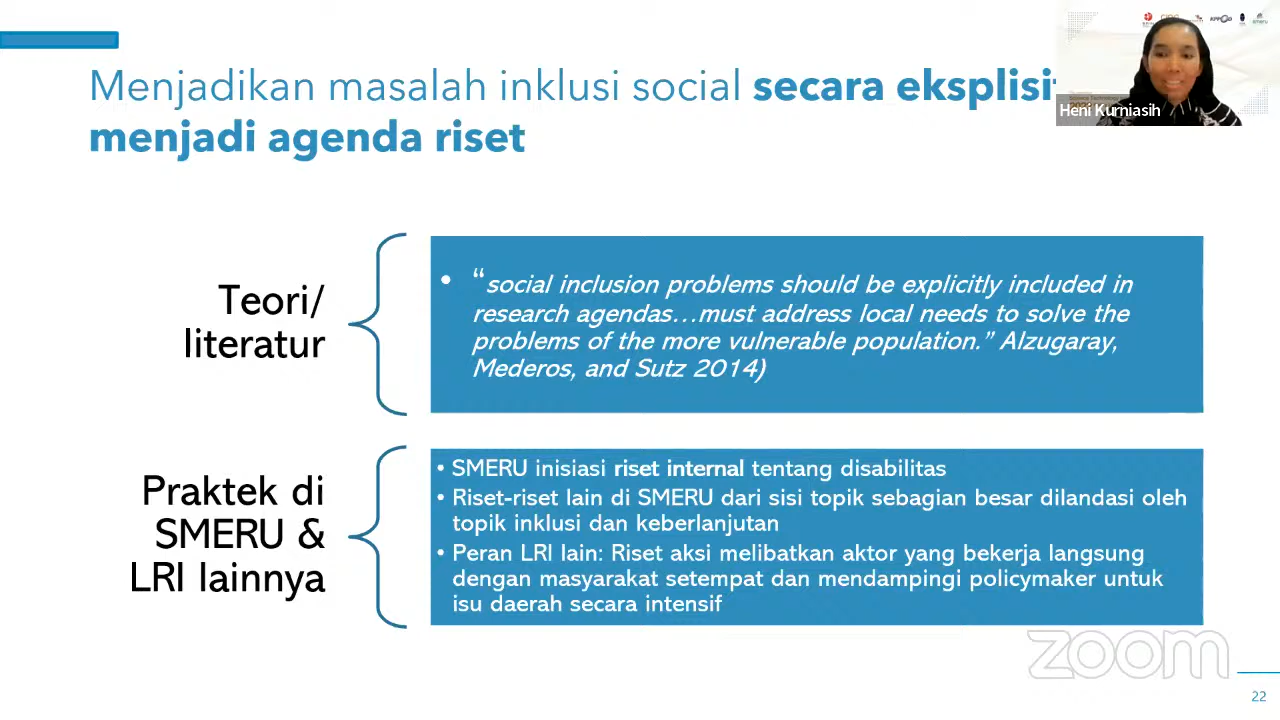 Menjadikan masalah inklusi social secara eksplisit
menjadi agenda riset
Heni Kurniasih
Teori/
literatur
• “social inclusion problems should be explicitly included in
research agendas…must address local needs to solve the
problems of the more vulnerable population.” Alzugaray,
Mederos, and Sutz 2014)
Praktek di
SMERU &
LRI lainnya
• SMERU inisiasi riset internal tentang disabilitas
• Riset-riset lain di SMERU dari sisi topik sebagian besar dilandasi oleh
topik inklusi dan keberlanjutan
• Peran LRI lain: Riset aksi melibatkan aktor yang bekerja langsung
dengan masyarakat setempat dan mendampingi policymaker untuk
isu daerah secara intensif
zoom
22